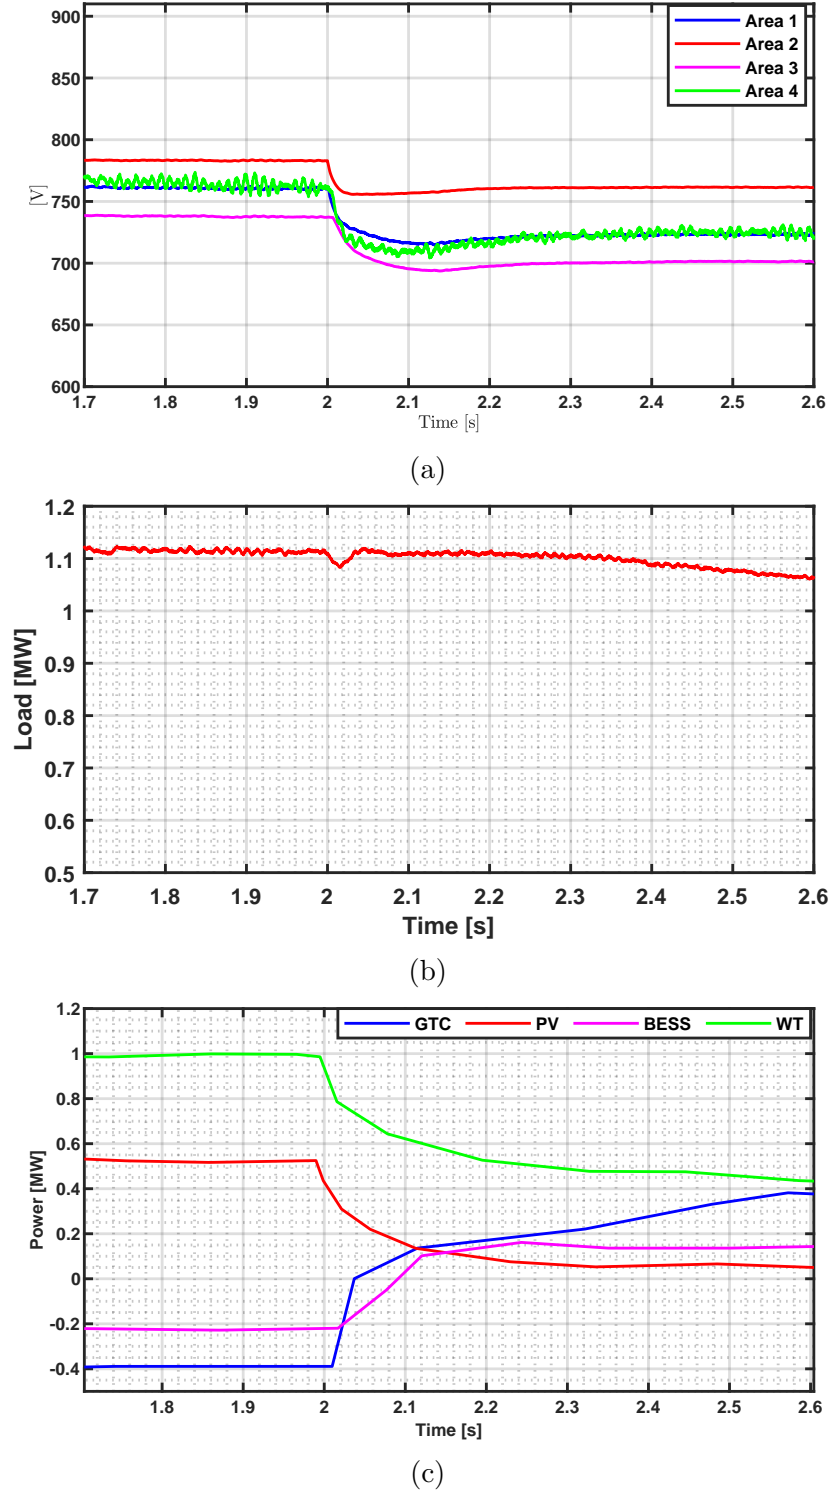 900
850
800
750
700
650
600
[V]
Area 1
Area 2
Area 3
Area 4
1.7 1.8 1.9 2 2.1 2.2 2.3 2.4 2.5 2.6
Time [s]
(a)
1.2
1.1
1
0.9
0.8
0.7
0.6
0.5
Load [MW]
1.7 1.8 1.9 2 2.1 2.2 2.3 2.4 2.5 2.6
Time [s]
(b)
1.2
1
0.8
0.6
0.4
0.2
0
-0.2
-0.4
Power [MW]
GTC PV BESS WT
1.8 1.9 2 2.1 2.2 2.3 2.4 2.5 2.6
Time [s]
(c)